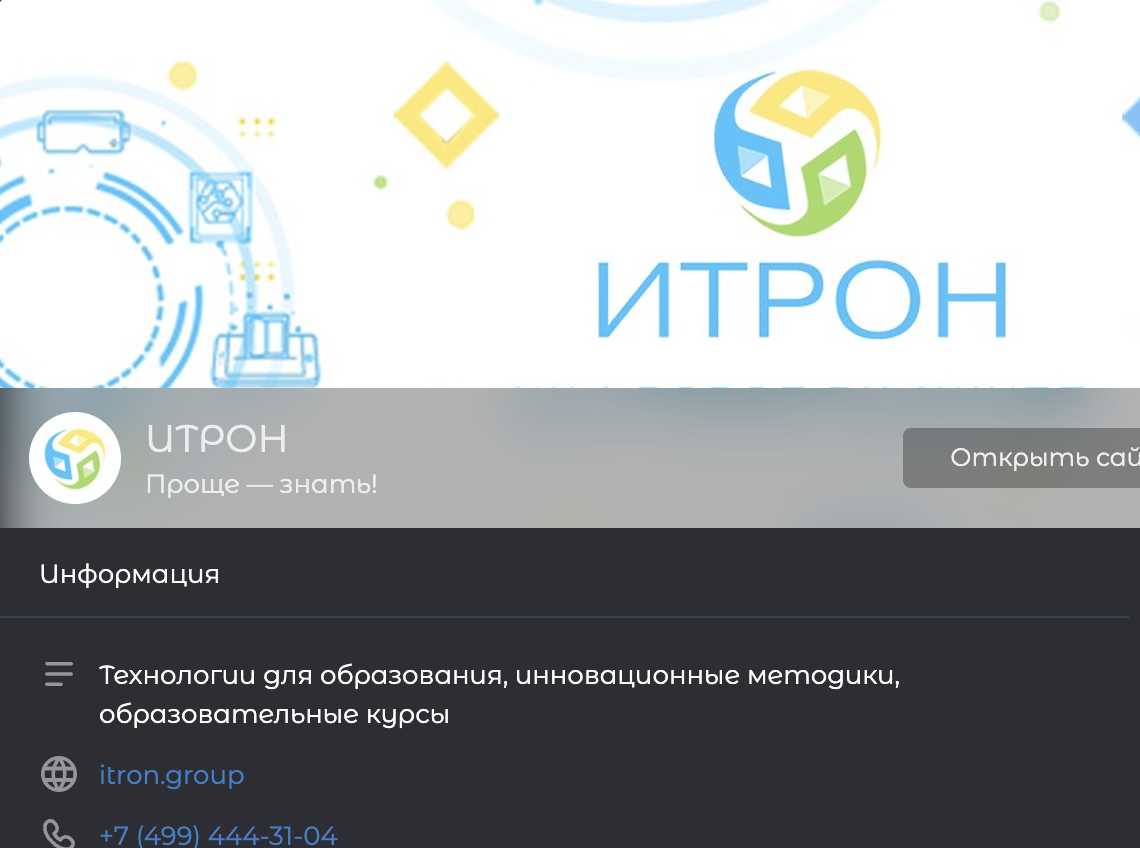 ИТРОН
ИТРОН
Проще — знать!
Открыть сай
Информация
Технологии для образования, инновационные методики,
образовательные курсы
itron.group
+7 (499) 444-31-04